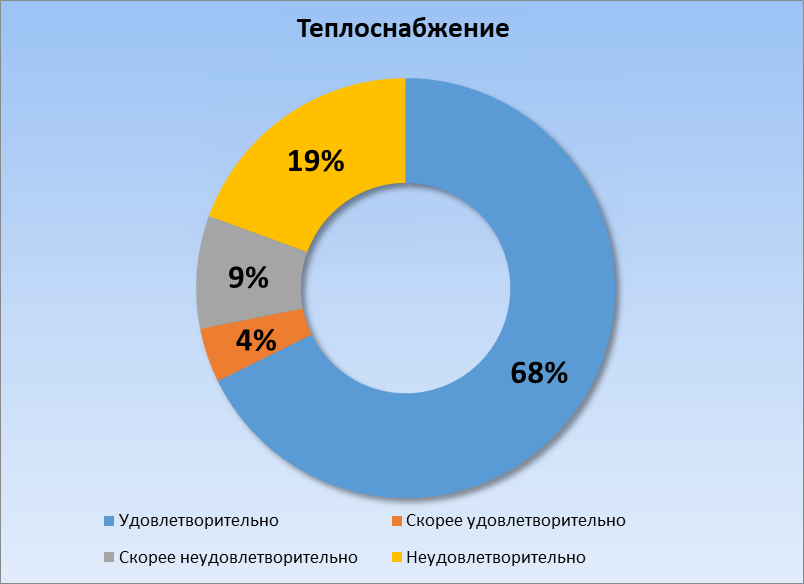 Теплоснабжение
19%
9%
4%
68%
Удовлетворительно
Скорее удовлетворительно
Скорее неудовлетворительно
Неудовлетворительно